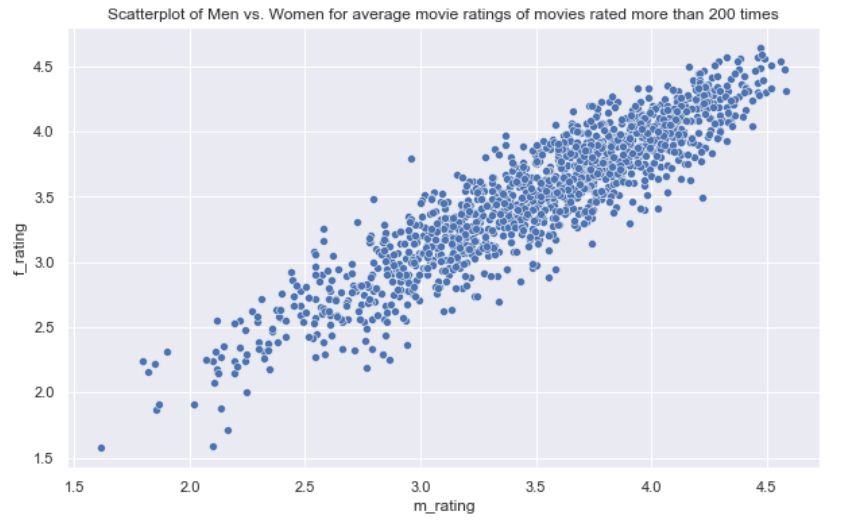 Scatterplot of Men vs. Women for average movie ratings of movies rated more than 200 times
4.5
4.0
3.5
3.0
2.5
2.0
1.5
f_rating
1.5 2.0 2.5 3.0 3.5 4.0 4.5
m_rating